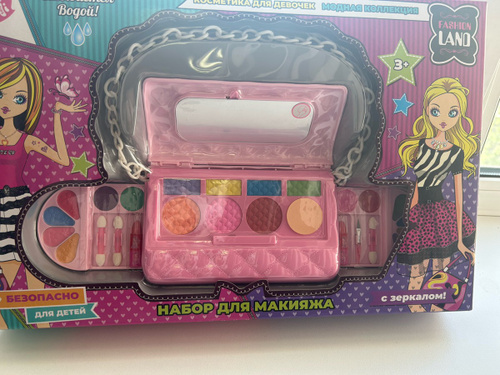 Водой!
КОСМЕТИКА ДЛЯ ДЕВОЧЕК
МОДНАЯ КОЛЛЕКЦИЯ
FASHION
LAND
3+
БЕЗОПАСНО
ДЛЯ ДЕТЕЙ
НАБОР ДЛЯ МАКИЯЖА
с зеркалом!